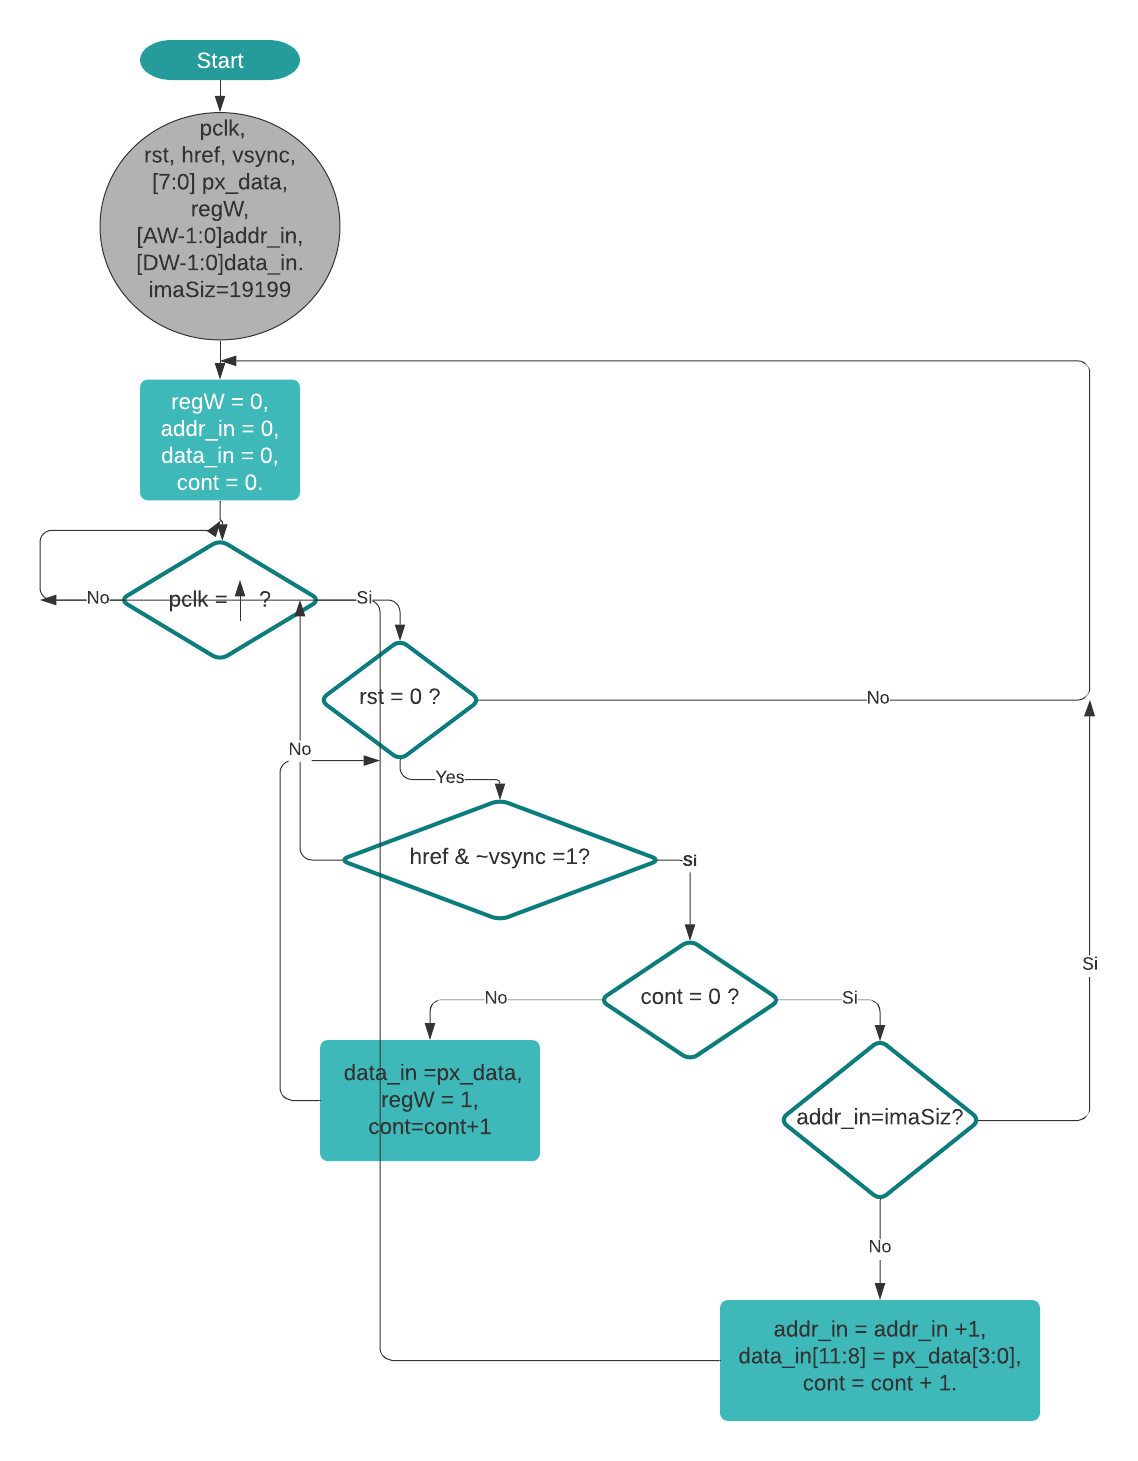 Start
pclk,
rst, href, vsync,
[7:0] px_data,
regW,
[AW-1:0]addr_in,
[DW-1:0]data_in.
imaSiz=19199
regW = 0,
addr_in = 0,
data_in = 0,
cont = 0.
No
pclk = ?
Si
rst = 0 ?
No
No
Yes
href & ~vsync =1?
Si
Si
No
cont = 0 ?
Si
data_in =px_data,
regW = 1,
cont=cont+1
addr_in=imaSiz?
No
addr_in = addr_in +1,
data_in[11:8] = px_data[3:0],
cont = cont + 1.